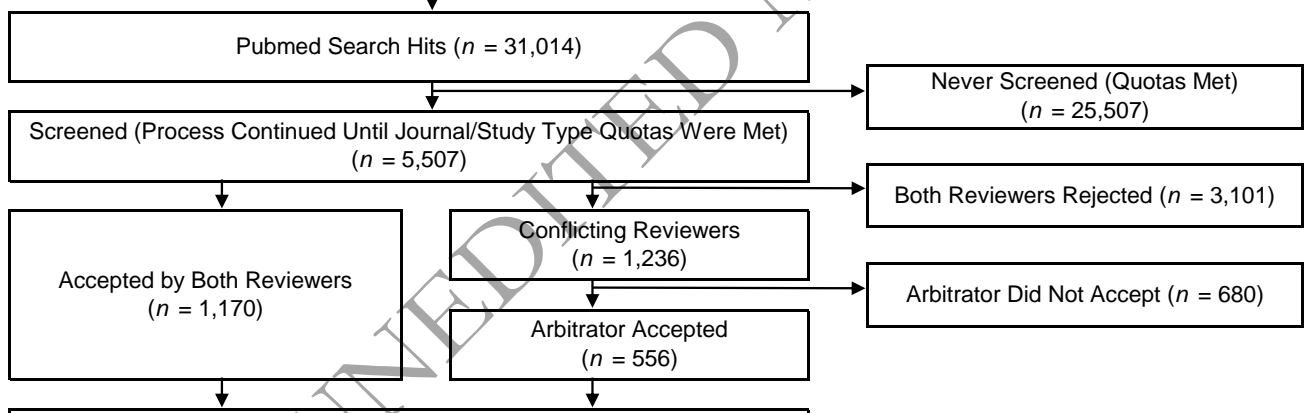 Pubmed Search Hits (n = 31,014)
Never Screened (Quotas Met)
(n = 25,507)
Screened (Process Continued Until Journal/Study Type Quotas Were Met)
(n = 5,507)
Both Reviewers Rejected (n = 3,101)
Conflicting Reviewers
(n = 1,236)
Accepted by Both Reviewers
(n = 1,170)
Arbitrator Did Not Accept (n = 680)
Arbitrator Accepted
(n = 556)
UNEDITED